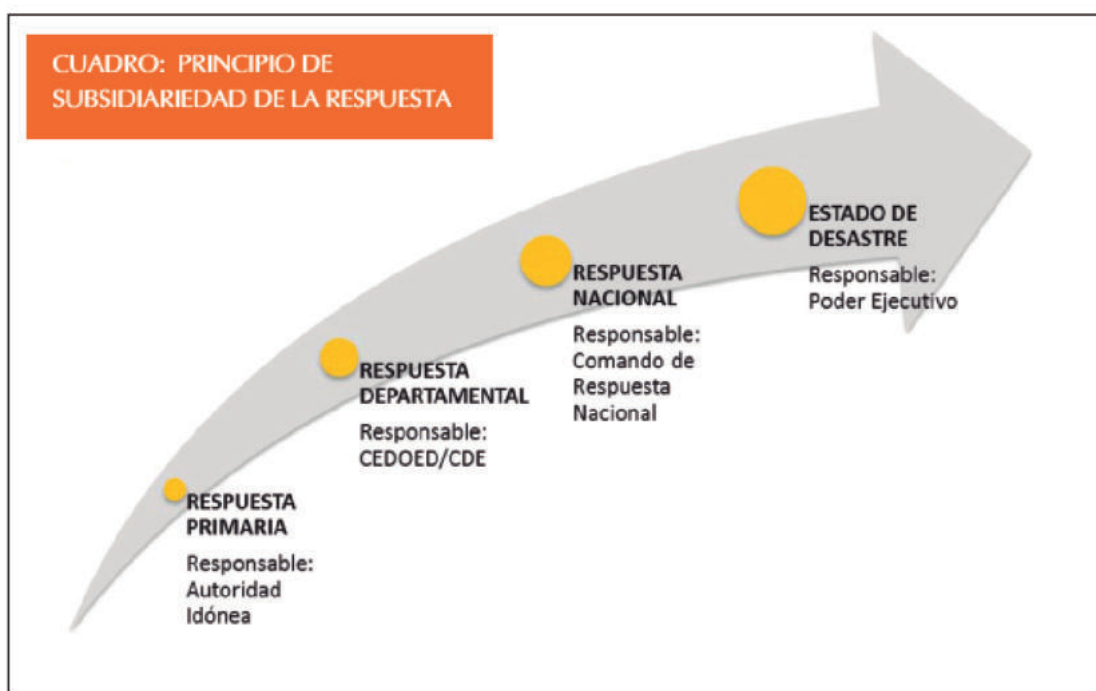 CUADRO: PRINCIPIO DE
SUBSIDIARIEDAD DE LA RESPUESTA
RESPUESTA
PRIMARIA
Responsable:
Autoridad
Idónea
RESPUESTA
DEPARTAMENTAL
Responsable:
CEDOED/CDE
RESPUESTA
NACIONAL
Responsable:
Comando de
Respuesta
Nacional
ESTADO DE
DESASTRE
Responsable:
Poder Ejecutivo